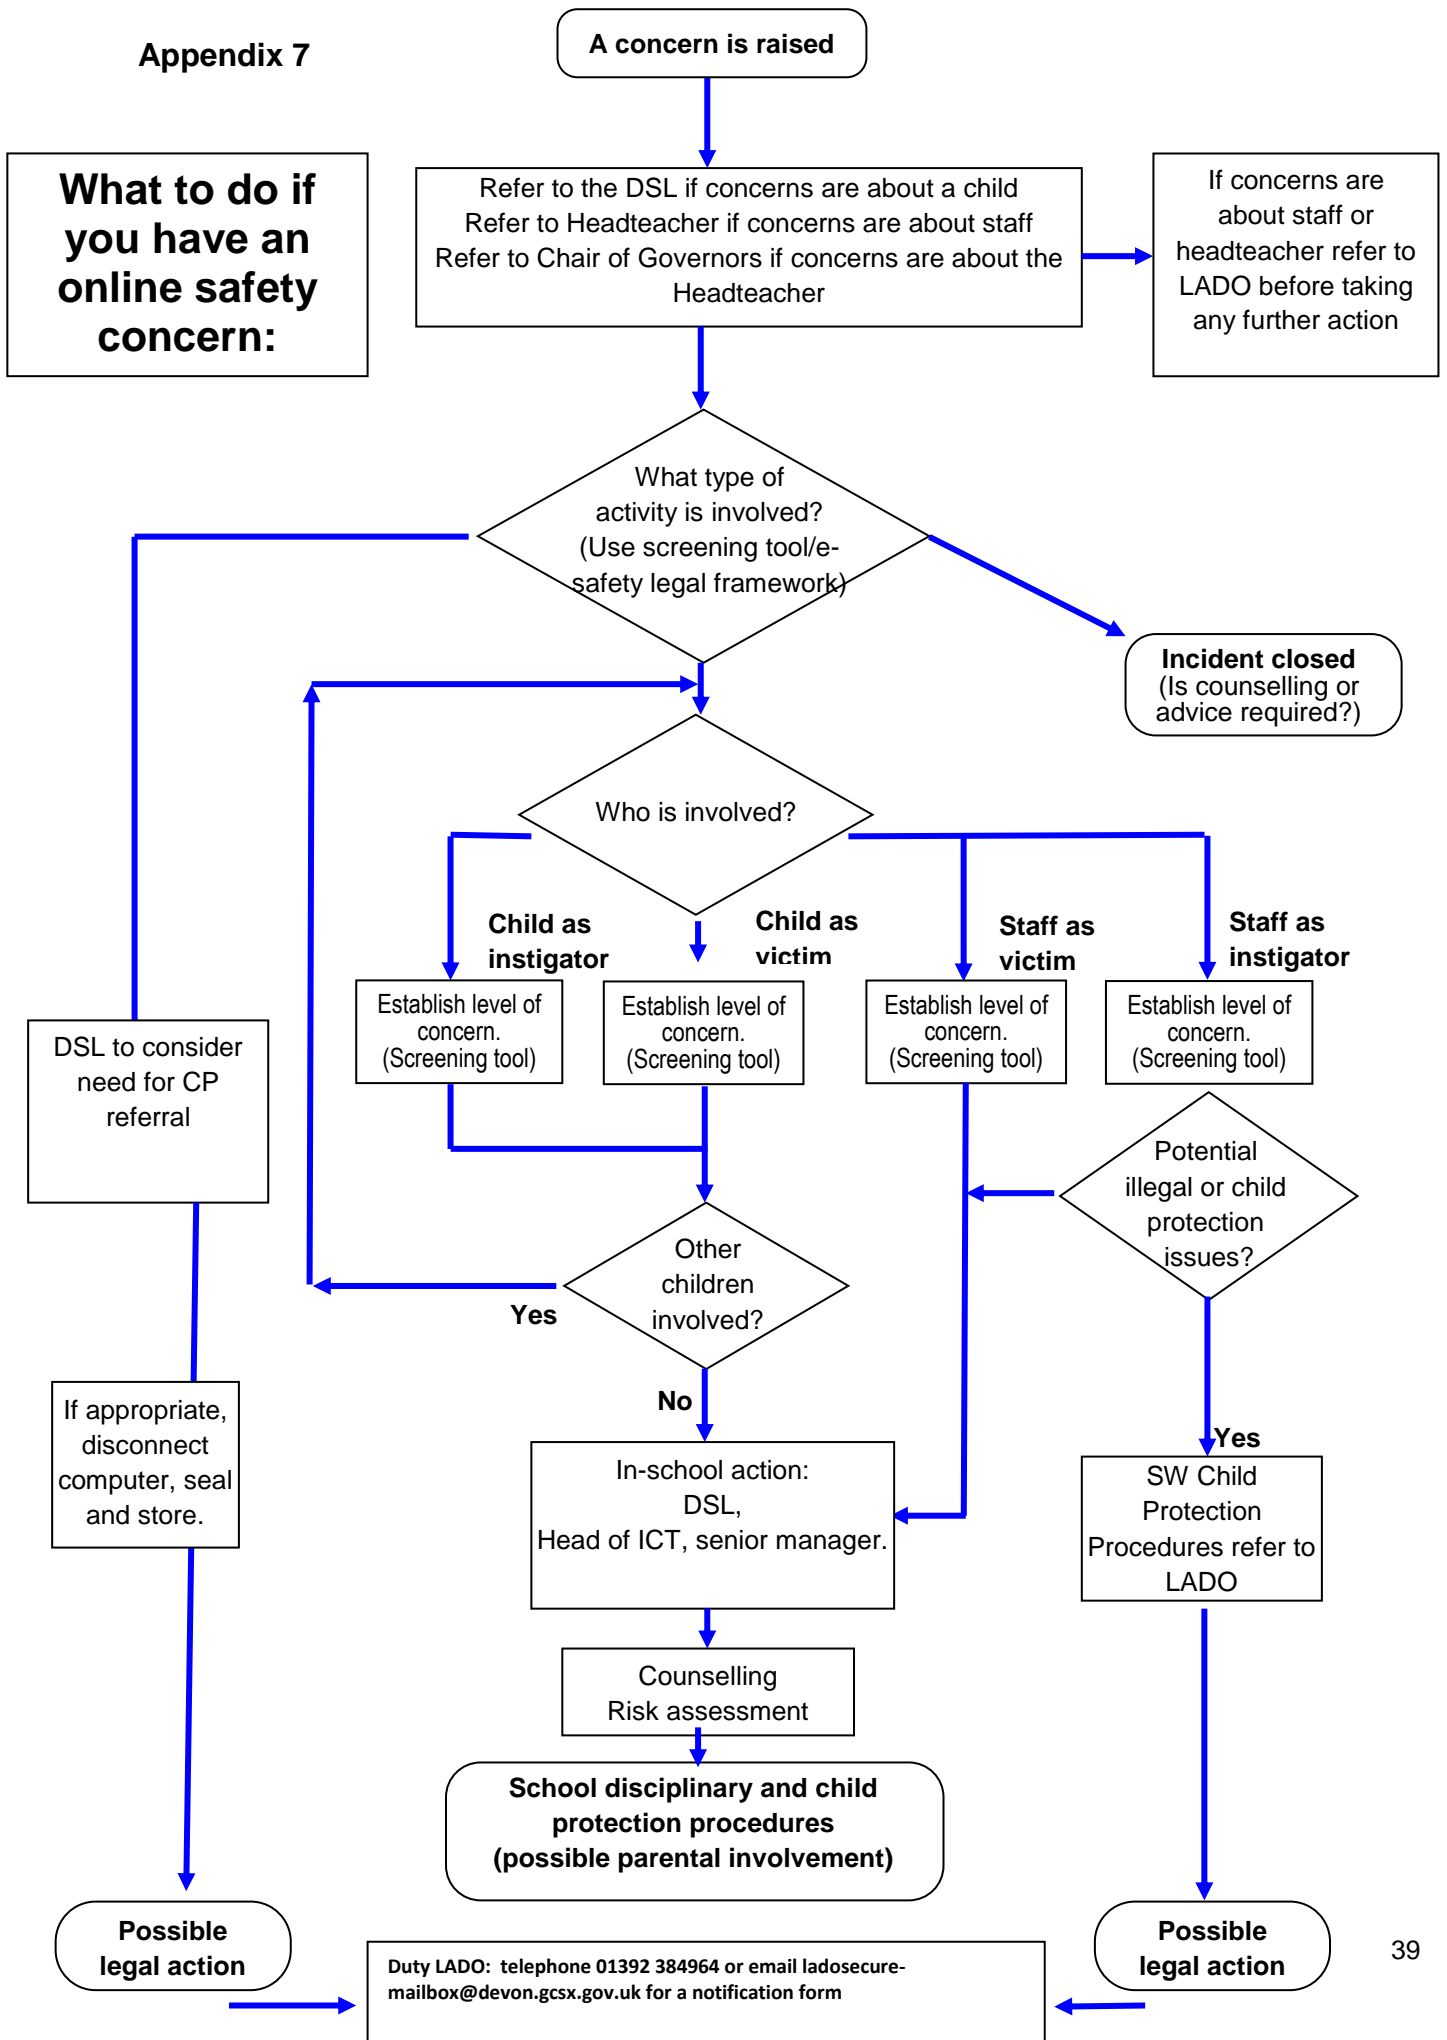 Appendix 7
A concern is raised
What to do if
you have an
online safety
concern:
Refer to the DSL if concerns are about a child
Refer to Headteacher if concerns are about staff
Refer to Chair of Governors if concerns are about the
Headteacher
If concerns are
about staff or
headteacher refer to
LADO before taking
any further action
What type of
activity is involved?
(Use screening tool/e-
safety legal framework)
Incident closed
(Is counselling or
advice required?)
Who is involved?
Child as
instigator
Child as
victim
Staff as
victim
Staff as
instigator
Establish level of
concern.
(Screening tool)
Establish level of
concern.
(Screening tool)
Establish level of
concern.
(Screening tool)
Establish level of
concern.
(Screening tool)
DSL to consider
need for CP
referral
Potential
illegal or child
protection
issues?
Other
children
involved?
Yes
No
Yes
If appropriate,
disconnect
computer, seal
and store.
In-school action:
DSL,
Head of ICT, senior manager.
SW Child
Protection
Procedures refer to
LADO
Counselling
Risk assessment
School disciplinary and child
protection procedures
(possible parental involvement)
Possible
legal action
Possible
legal action
Duty LADO:  telephone 01392 384964 or email ladosecure-
mailbox@devon.gcsx.gov.uk for a notification form
39